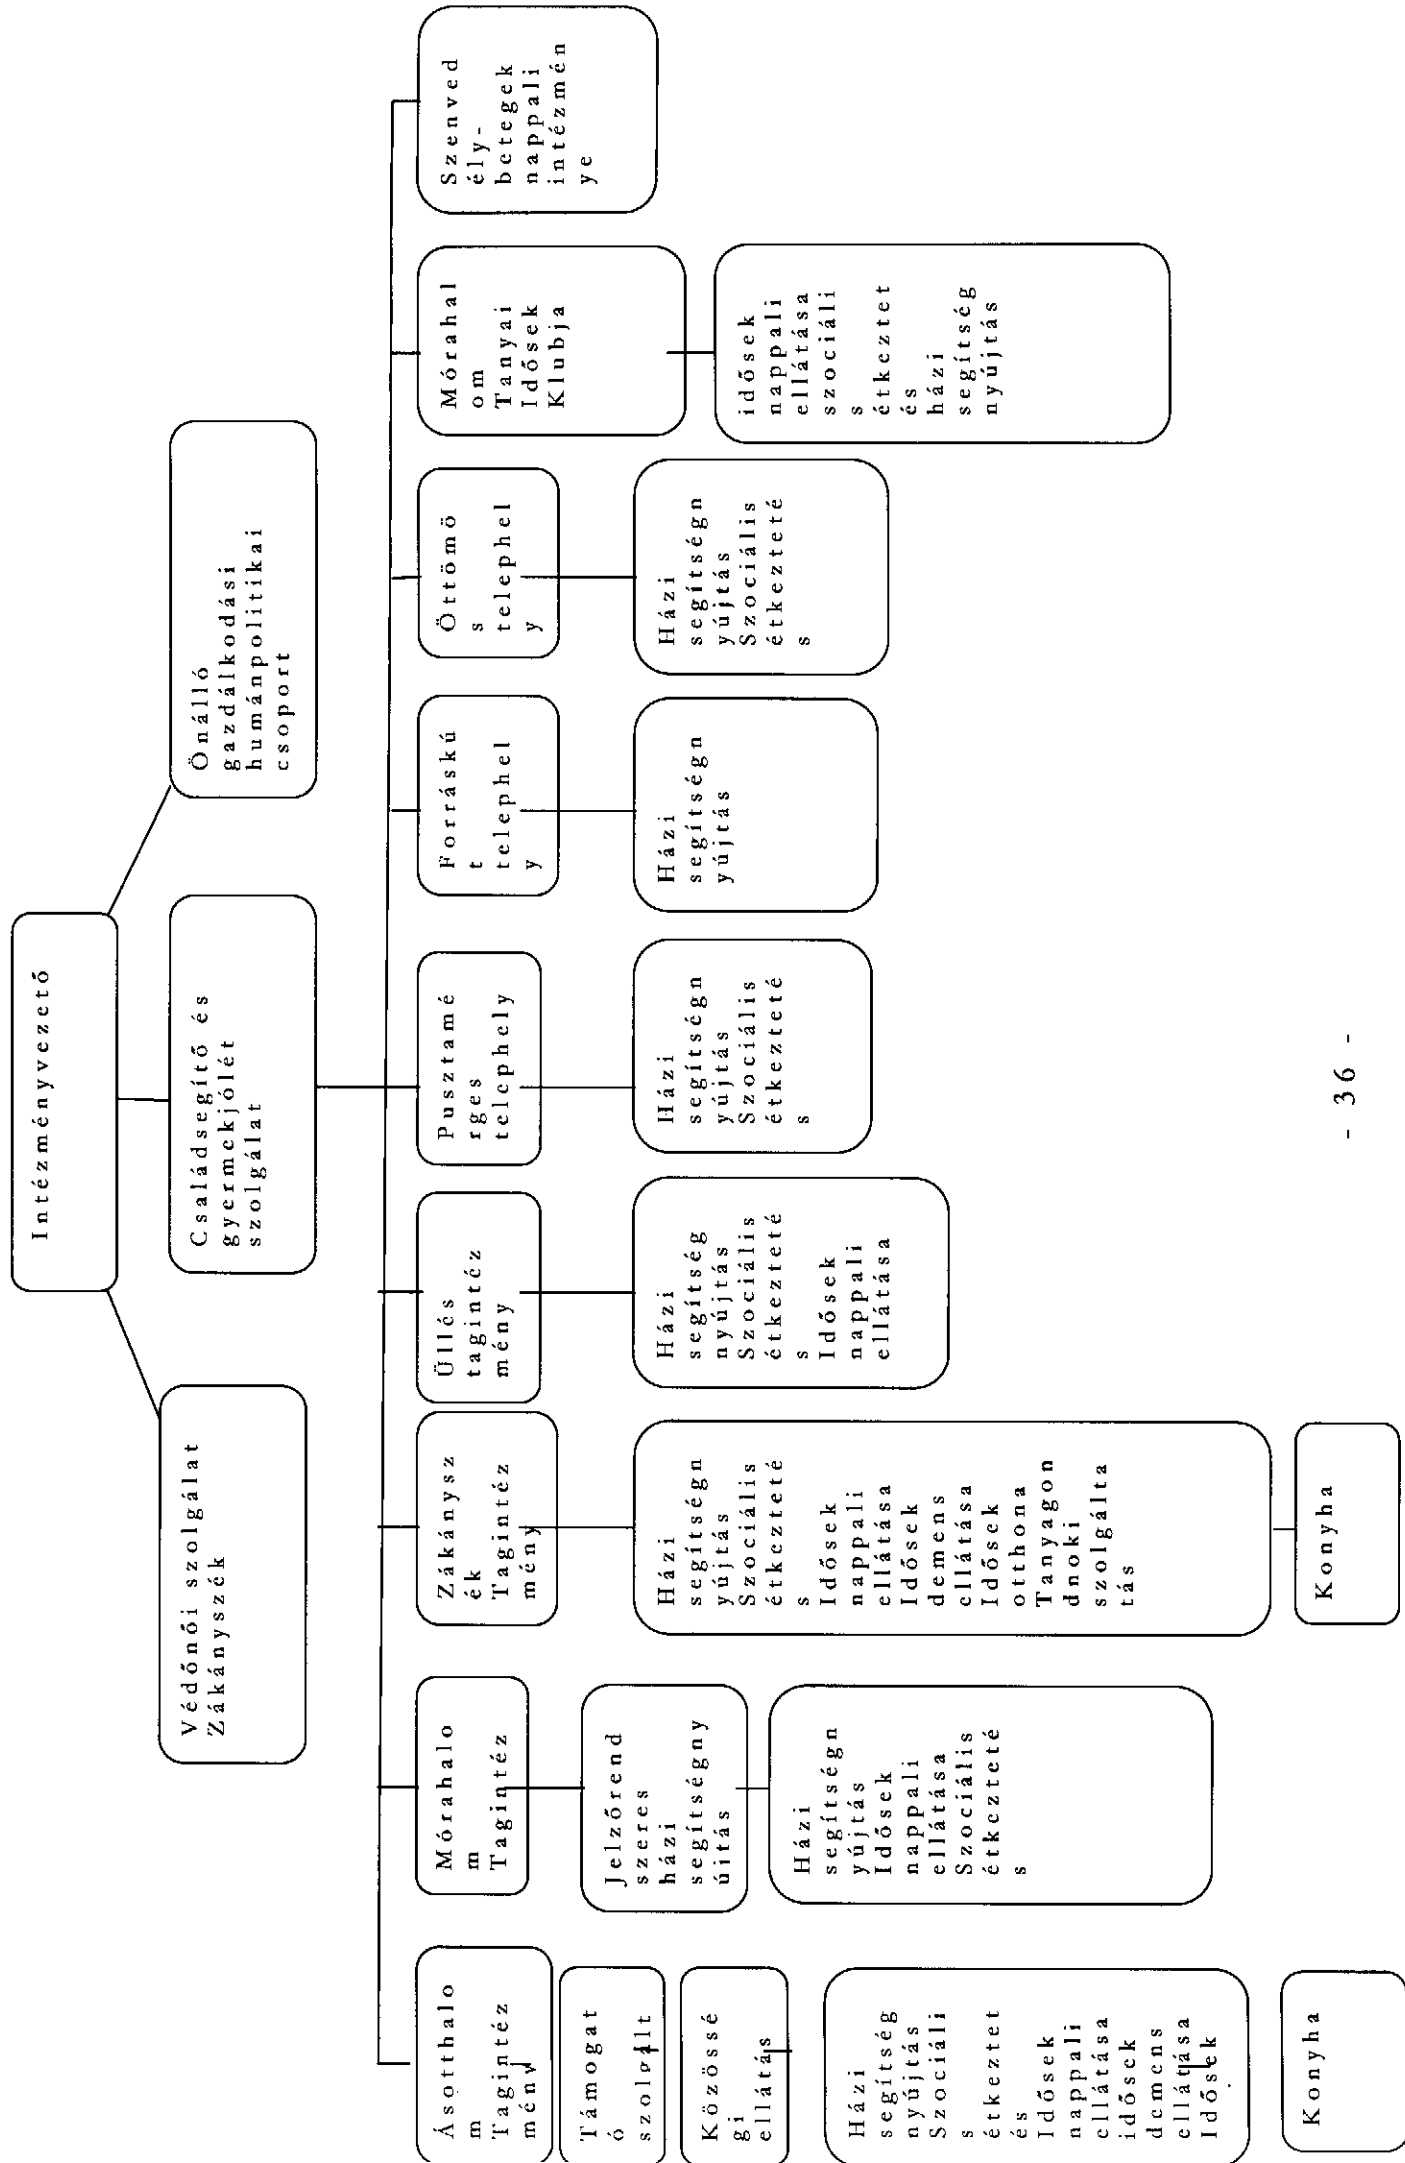 Intézményvezető
Védőnői szolgálat
Zákányszék
Családsegítő és
gyermekjólét
szolgálat
Önálló
gazdálkodási
humánpolitikai
csoport
Ásotthalo
m
Tagintéz
mény
Mórahalo
m
Tagintéz
Zákánysz
ék
Tagintéz
mény
Üllés
tagintéz
mény
Pusztamé
rges
telephely
Forráskú
t
telephel
y
Öttömö
s
telephel
y
Mórahal
om
Tanyai
Idősek
Klubja
Szenved
ély-
betegek
nappali
intézmén
ye
Támogat
ó
szolgált
Közössé
gi
ellátás
Házi
segítség
nyújtás
Szociáli
s
étkeztet
és
Idősek
nappali
ellátása
idősek
demens
ellátása
Idősek
Konyha
Jelzőrend
szeres
házi
segítségny
úitás
Házi
segítségn
yújtás
Idősek
nappali
ellátása
Szociális
étkezteté
s
Házi
segítségn
yújtás
Szociális
étkezteté
s
Idősek
nappali
ellátása
Idősek
demens
ellátása
Idősek
otthona
Tanyagon
dnoki
szolgálta
tás
Konyha
Házi
segítség
nyújtás
Szociális
étkezteté
s
Idősek
nappali
ellátása
Házi
segítségn
yújtás
Szociális
étkezteté
s
Házi
segítségn
yújtás
Házi
segítségn
yújtás
Szociális
étkezteté
s
idősek
nappali
ellátása
szociáli
s
étkeztet
és
házi
segítség
nyújtás
- 36 -